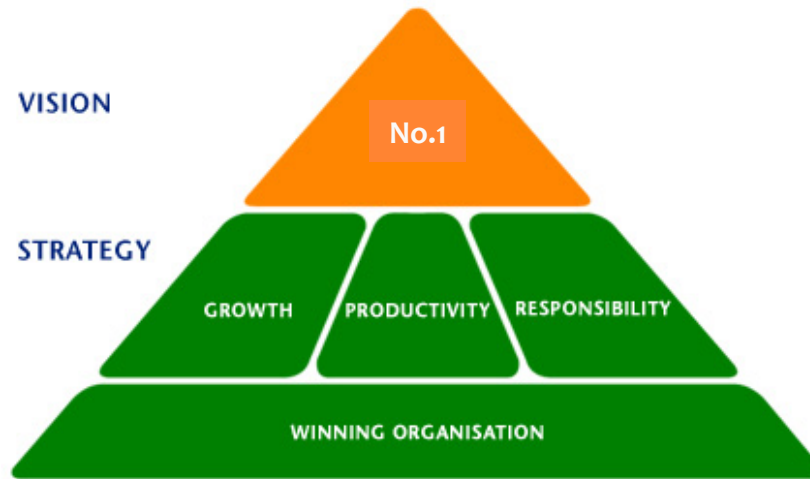 VISION
No.1
STRATEGY
GROWTH
PRODUCTIVITY
RESPONSIBILITY
WINNING ORGANISATION